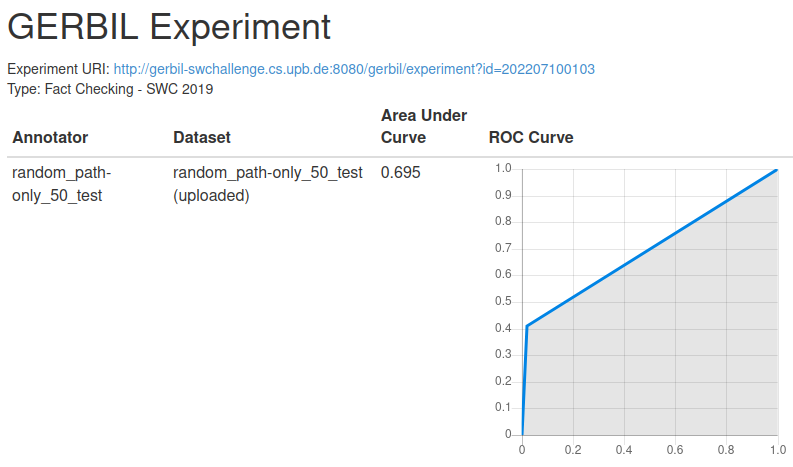 GERBIL Experiment
Experiment URI: http://gerbil-swchallenge.cs.upb.de:8080/gerbil/experiment?id=202207100103
Type: Fact Checking - SWC 2019
Annotator Dataset Area Under Curve ROC Curve
random_path-only_50_test random_path-only_50_test (uploaded) 0.695
1.0
0.9
0.8
0.7
0.6
0.5
0.4
0.3
0.2
0.1
0
0 0.2 0.4 0.6 0.8 1.0